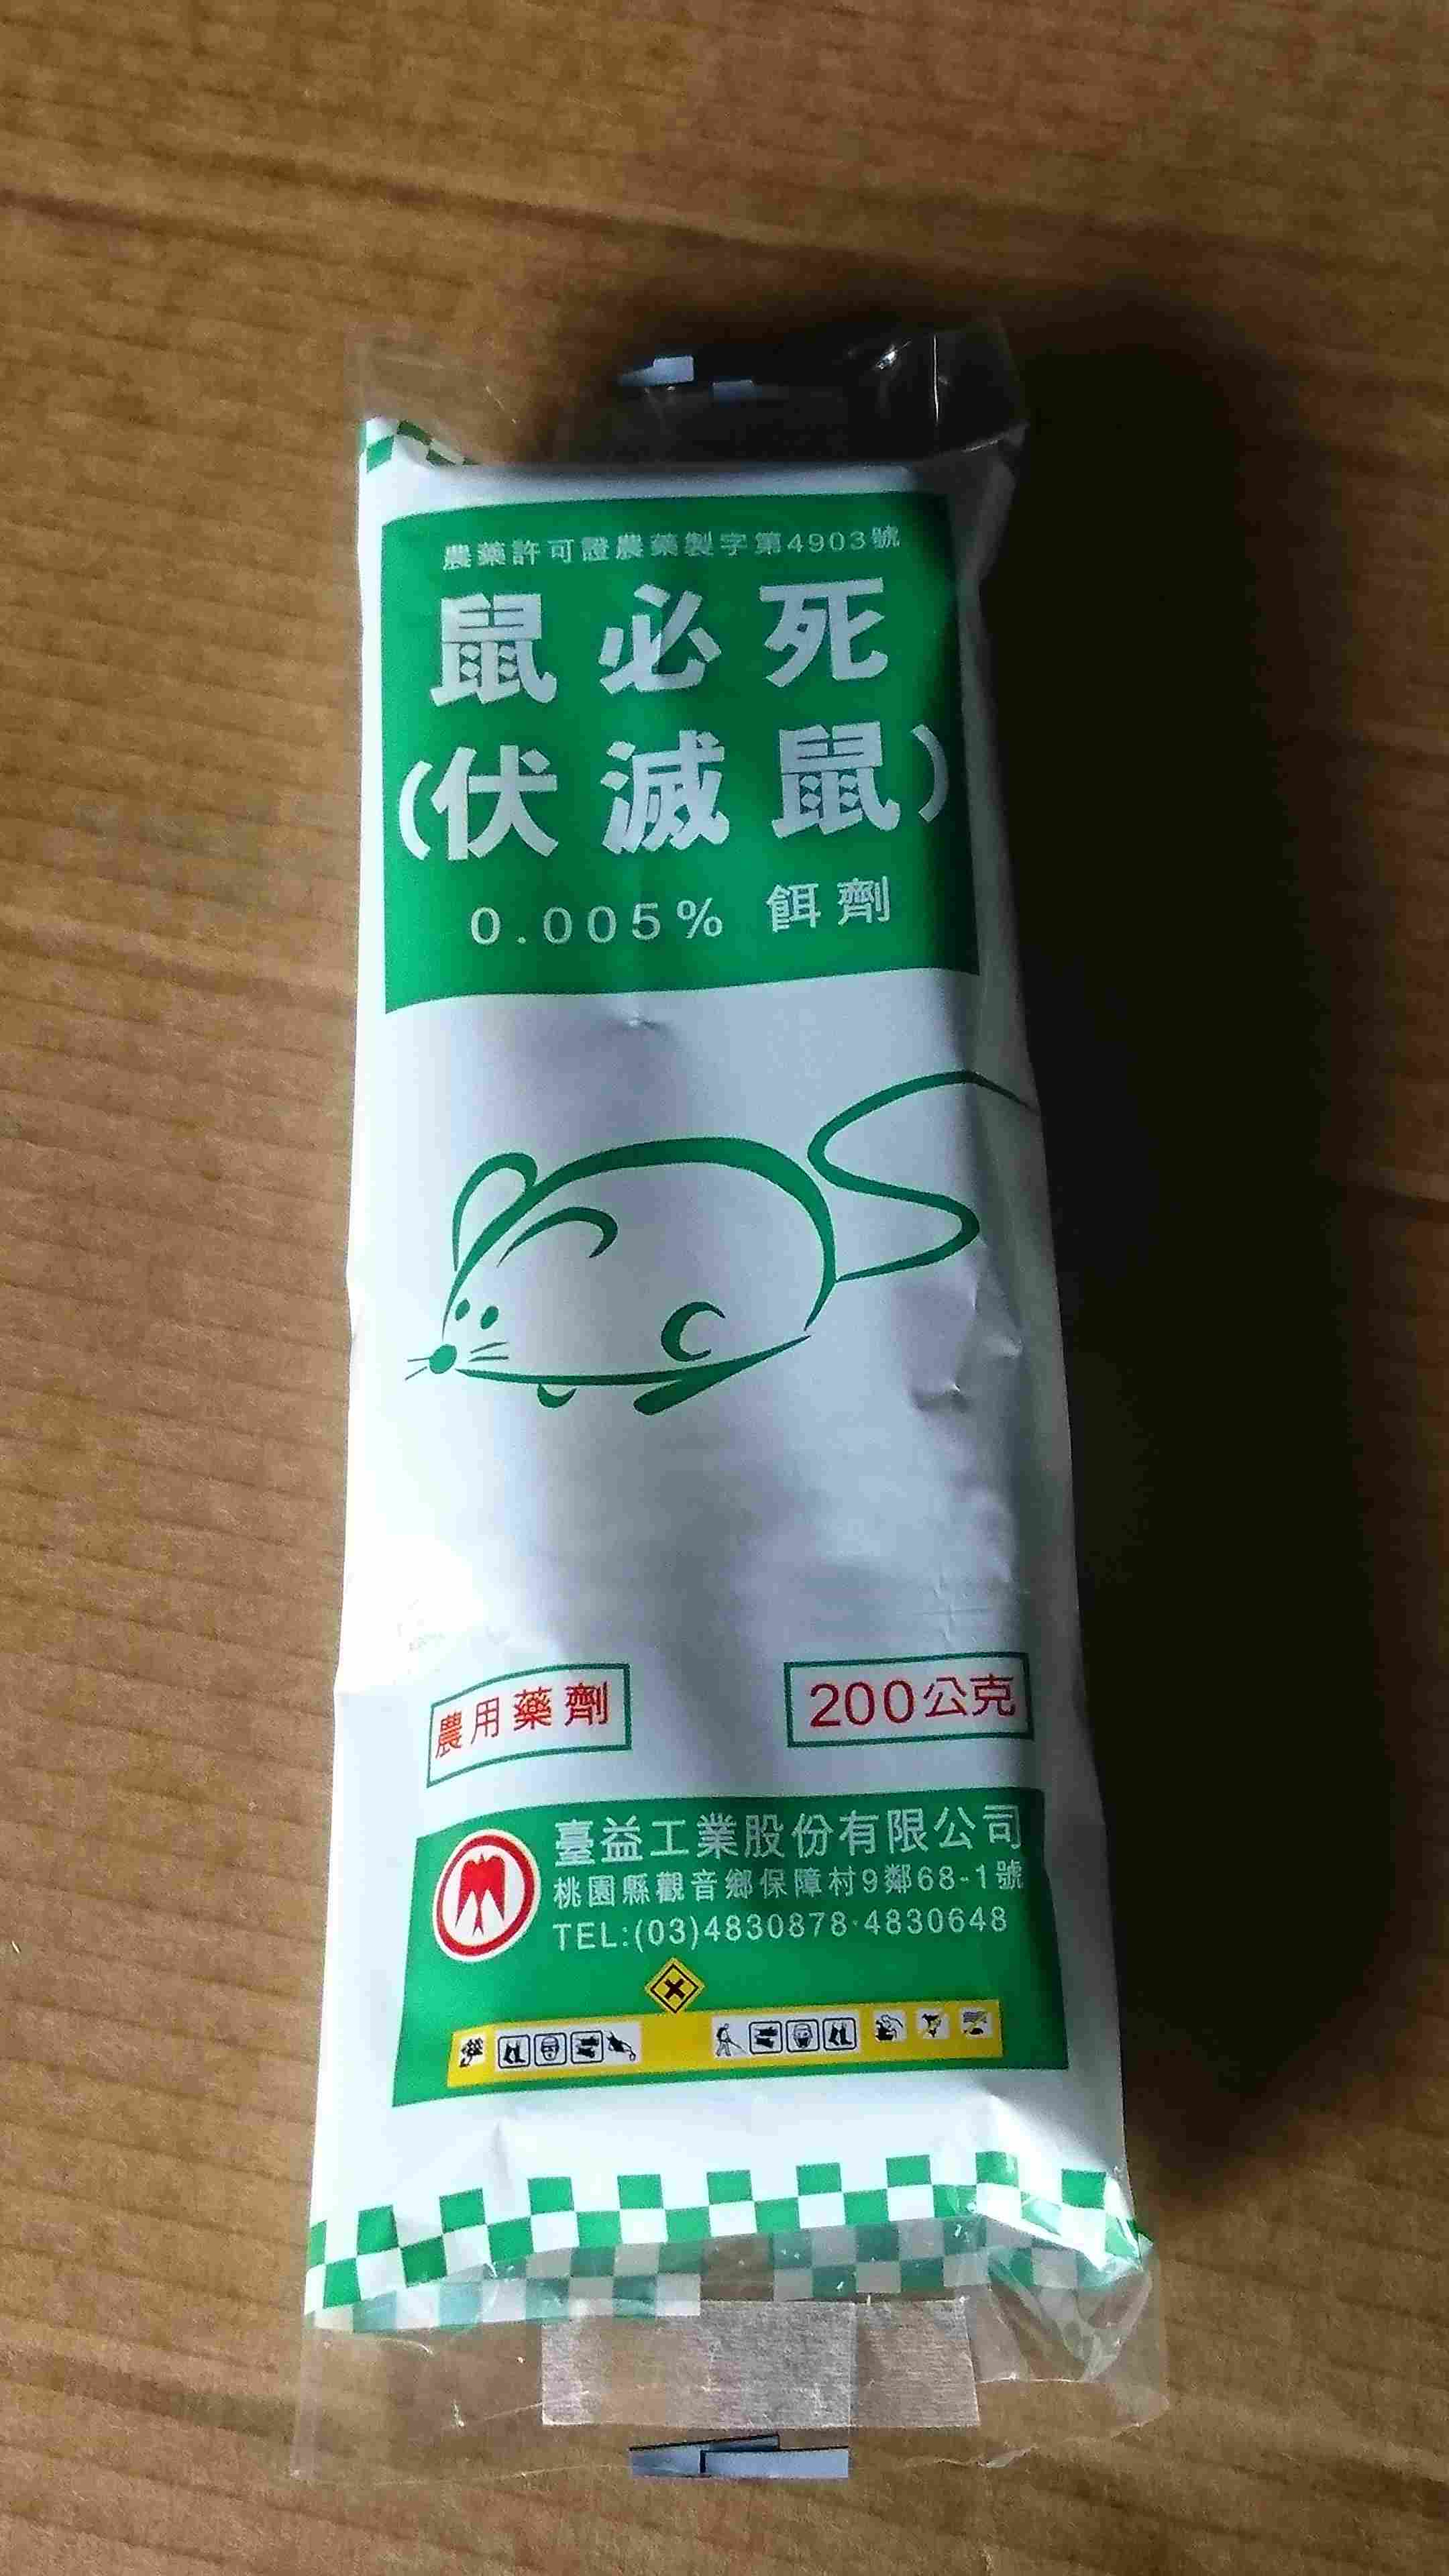 農藥許可證農藥製字第4903號
鼠必死
(伏滅鼠)
0.005% 餌劑
農用藥劑
200公克
臺益工業股份有限公司
桃園縣觀音鄉保障村9鄰68-1號
TEL:(03)4830878·4830648